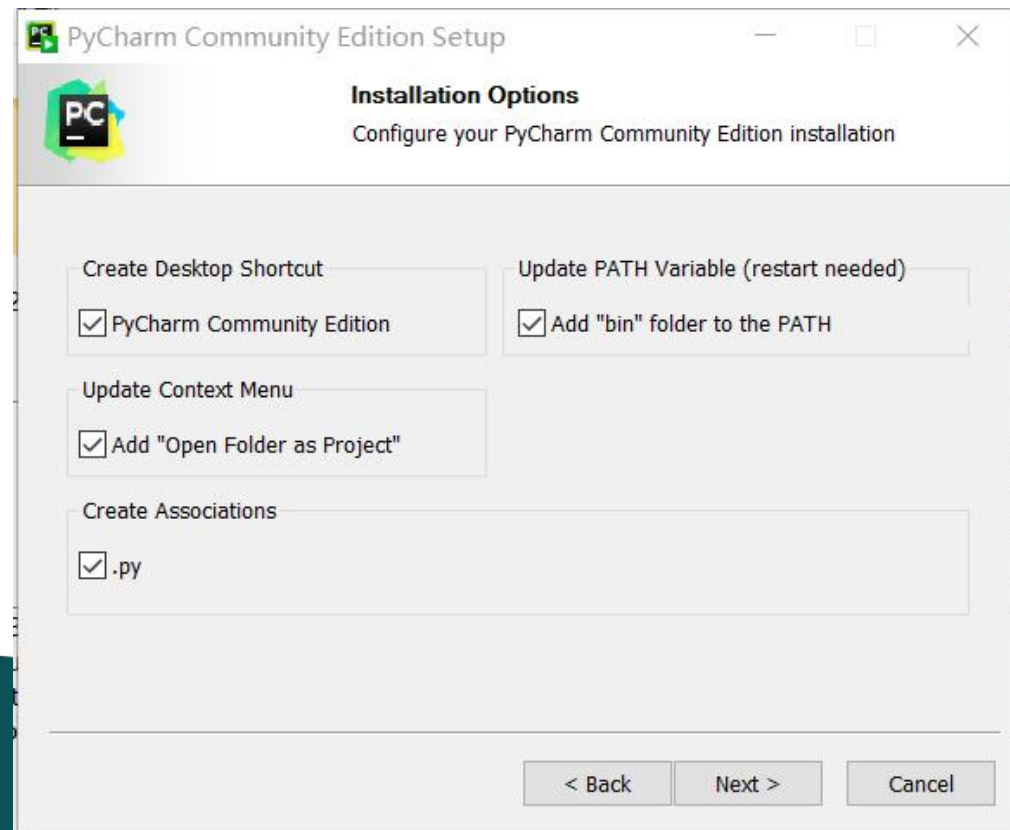 PyCharm Community Edition Setup
PC
Installation Options
Configure your PyCharm Community Edition installation
Create Desktop Shortcut
PyCharm Community Edition
Update PATH Variable (restart needed)
Add "bin" folder to the PATH
Update Context Menu
Add "Open Folder as Project"
Create Associations
.py
< Back
Next >
Cancel